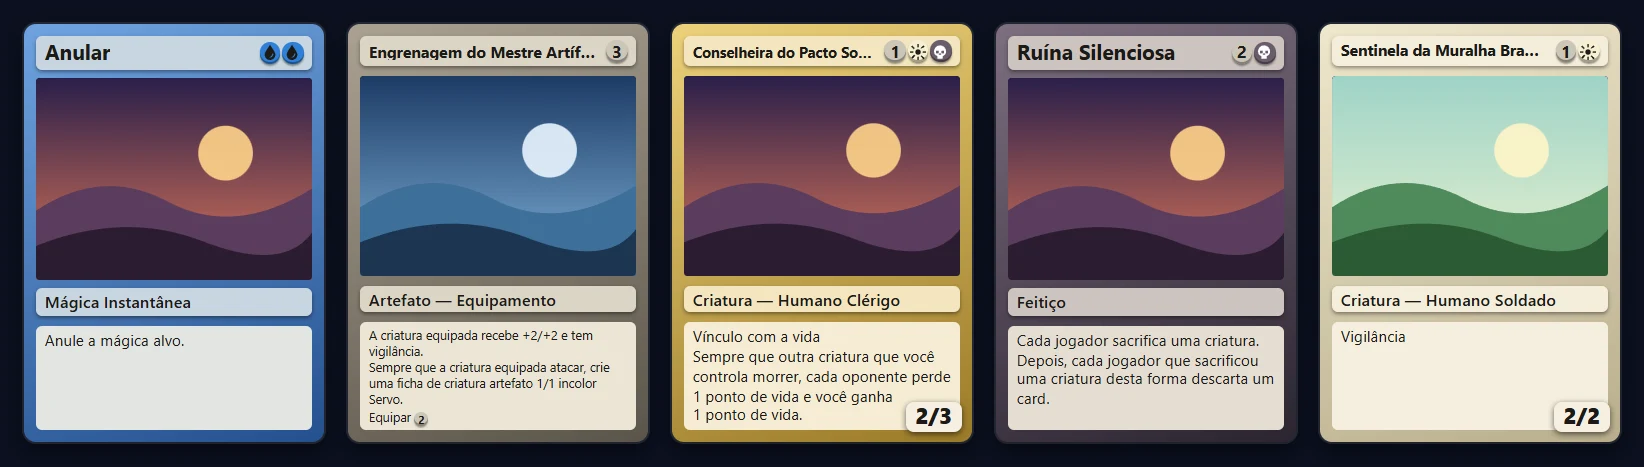 Anular
Mágica Instantânea
Anule a mágica alvo.
Engrenagem do Mestre Artíf... 3
Artefato — Equipamento
A criatura equipada recebe +2/+2 e tem
vigilância.
Sempre que a criatura equipada atacar, crie
uma ficha de criatura artefato 1/1 incolor
Servo.
Equipar 2
Conselheira do Pacto So... 1
Criatura — Humano Clérigo
Vínculo com a vida
Sempre que outra criatura que você
controla morrer, cada oponente perde
1 ponto de vida e você ganha
1 ponto de vida.
2/3
Ruína Silenciosa 2
Feitiço
Cada jogador sacrifica uma criatura.
Depois, cada jogador que sacrificou
uma criatura desta forma descarta um
card.
Sentinela da Muralha Bra... 1
Criatura — Humano Soldado
Vigilância
2/2